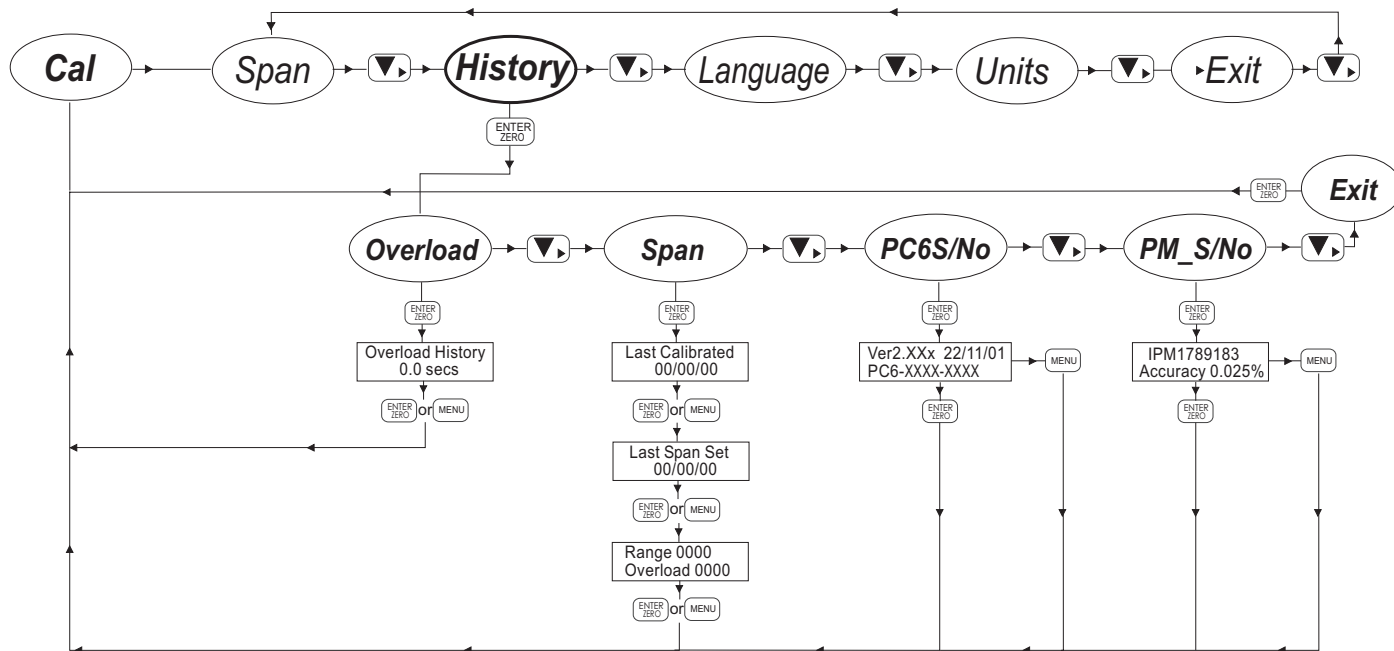 Cal
Span
History
Language
Units
Exit
ENTER
ZERO
ENTER
ZERO
Exit
Overload
Span
PC6S/No
PM_S/No
ENTER
ZERO
ENTER
ZERO
ENTER
ZERO
ENTER
ZERO
Overload History
0.0 secs
Last Calibrated
00/00/00
Ver2.XXx 22/11/01
PC6-XXXX-XXXX
MENU
IPM1789183
Accuracy 0.025%
MENU
ENTER
ZERO
or MENU
ENTER
ZERO
or MENU
ENTER
ZERO
ENTER
ZERO
Last Span Set
00/00/00
ENTER
ZERO
or MENU
Range 0000
Overload 0000
ENTER
ZERO
or MENU